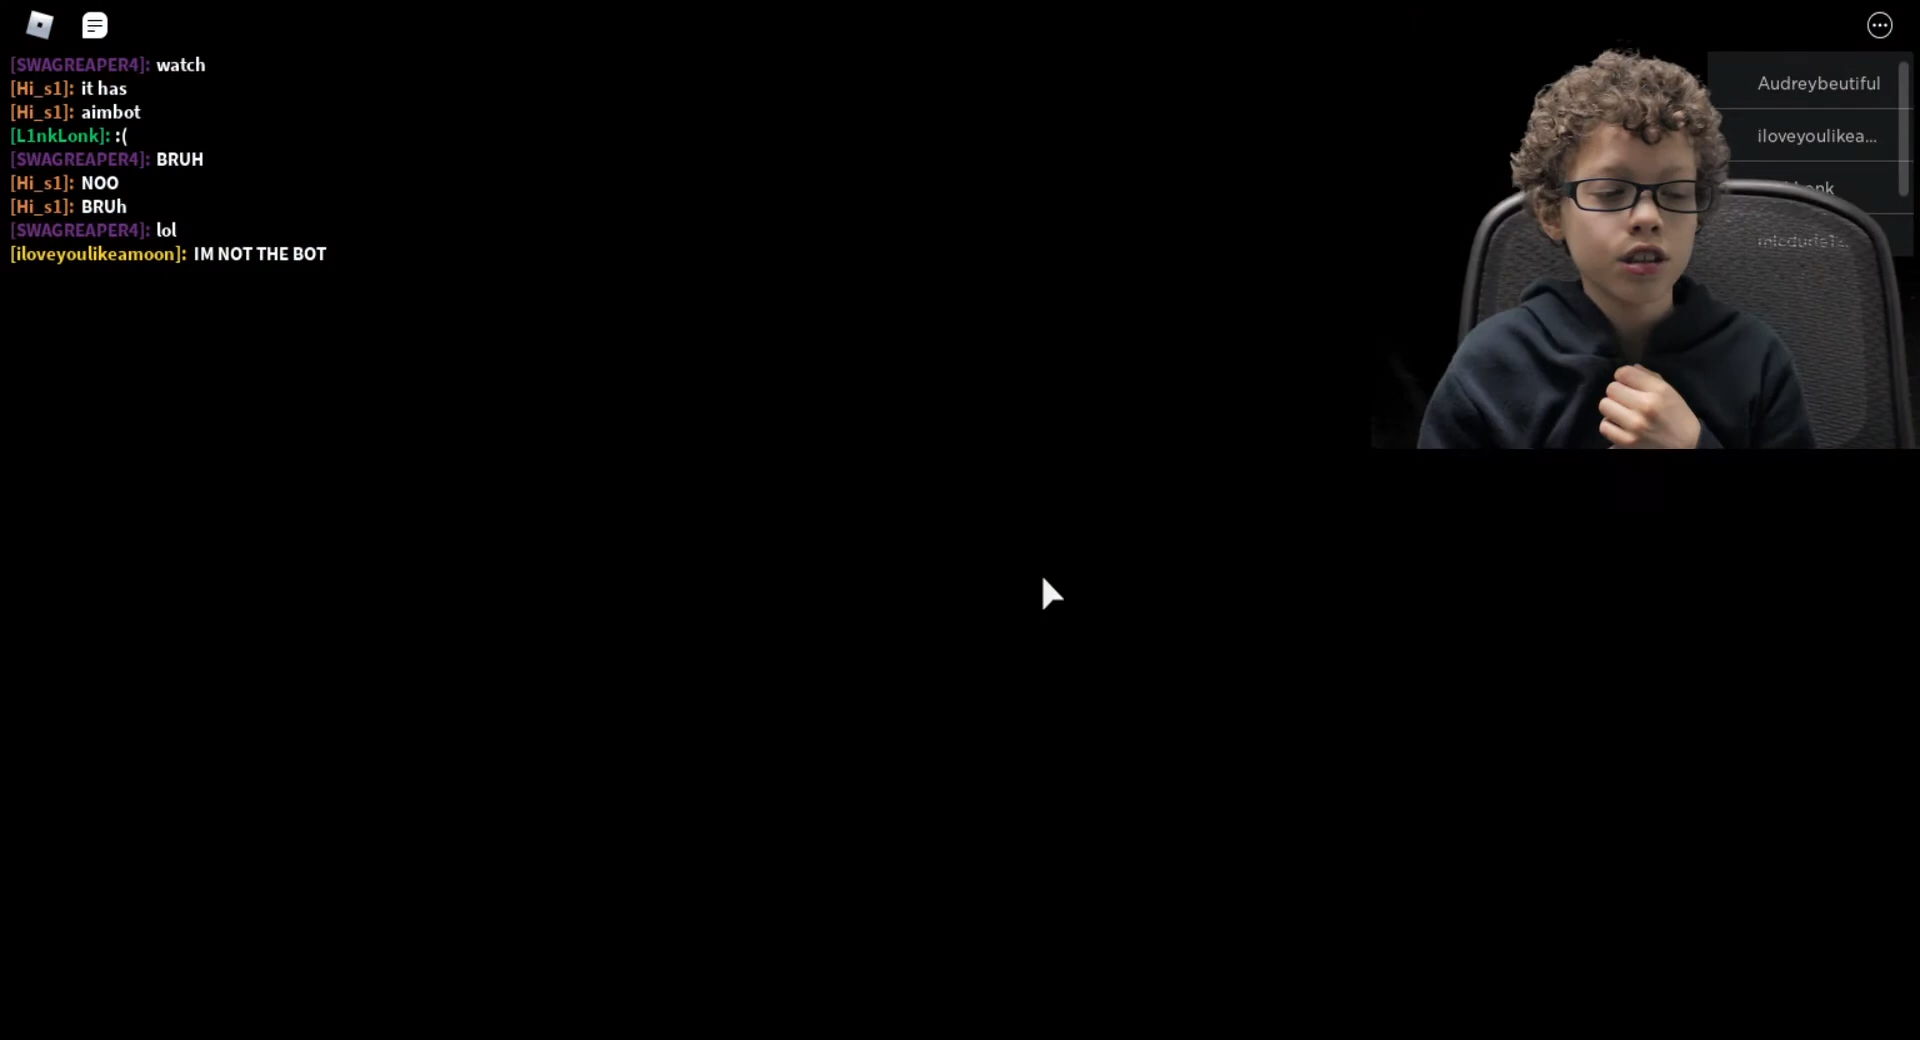 [SWAGREAPER4]: watch
[Hi_s1]: it has
[Hi_s1]: aimbot
[L1nkLonk]: :(
[SWAGREAPER4]: BRUH
[Hi_s1]: NOO
[Hi_s1]: BRUh
[SWAGREAPER4]: lol
[iloveyoulikeamoon]: IM NOT THE BOT
Audreybeutiful
iloveyoulikea...